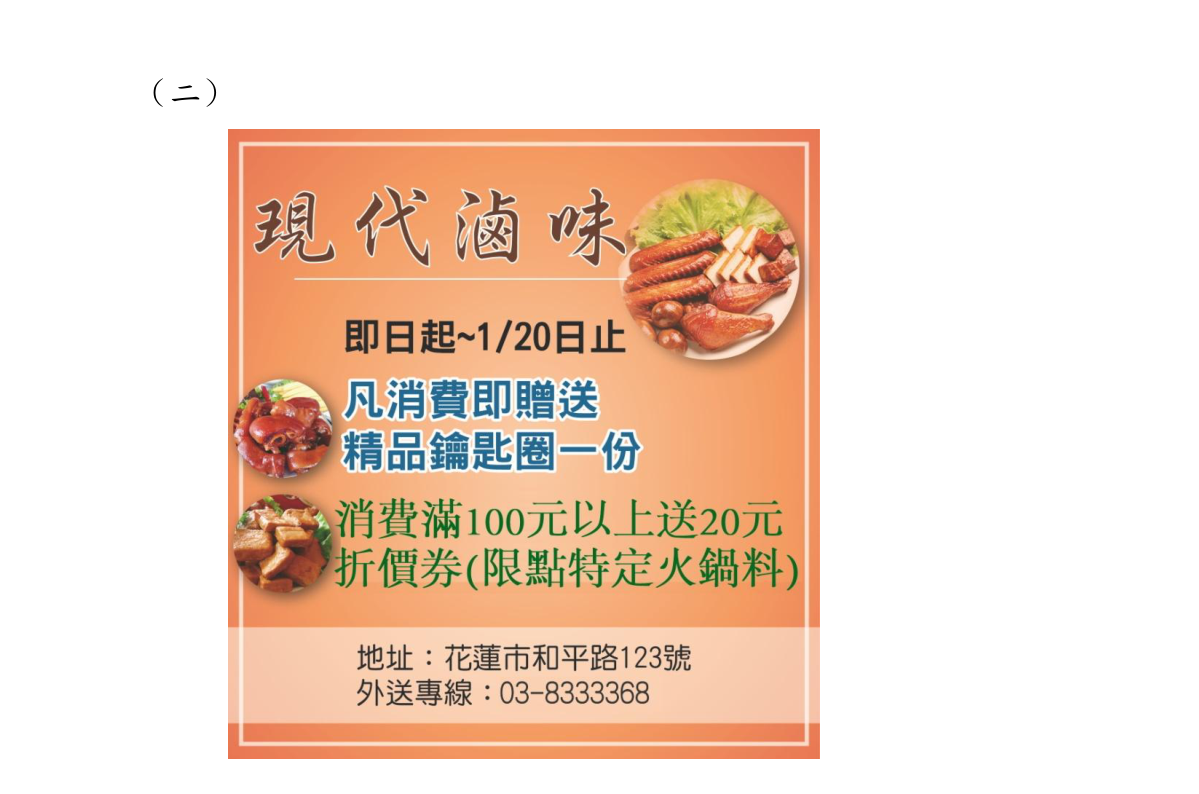 （二）
現代滷味
即日起~1/20日止
凡消費即贈送
精品鑰匙圈一份
消費滿100元以上送20元
折價券(限點特定火鍋料)
地址：花蓮市和平路123號
外送專線：03-8333368